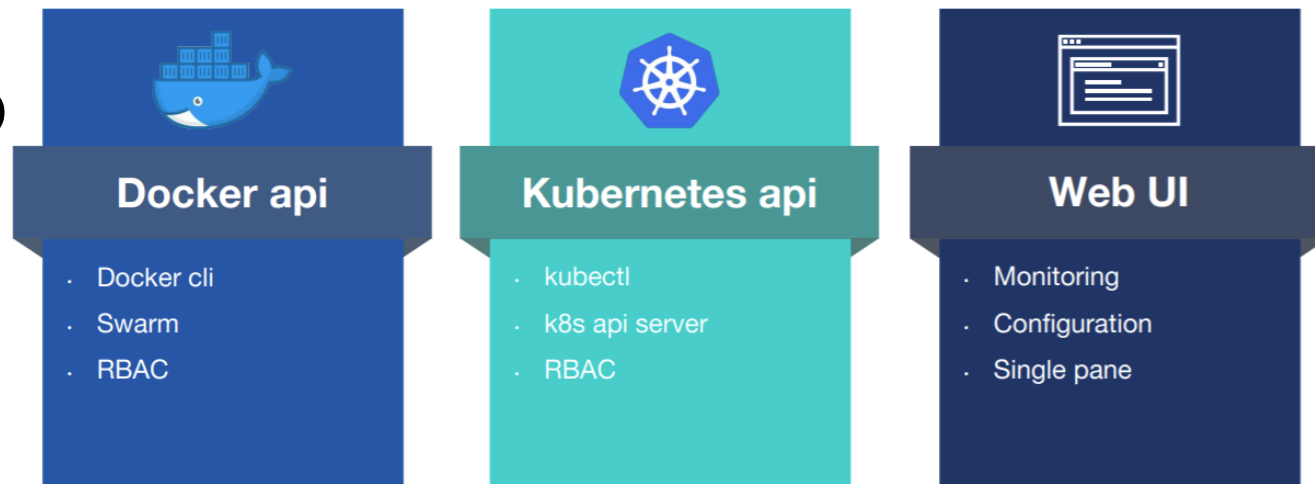 Docker api
· Docker cli
· Swarm
· RBAC
Kubernetes api
· kubectl
· k8s api server
· RBAC
Web UI
· Monitoring
· Configuration
· Single pane